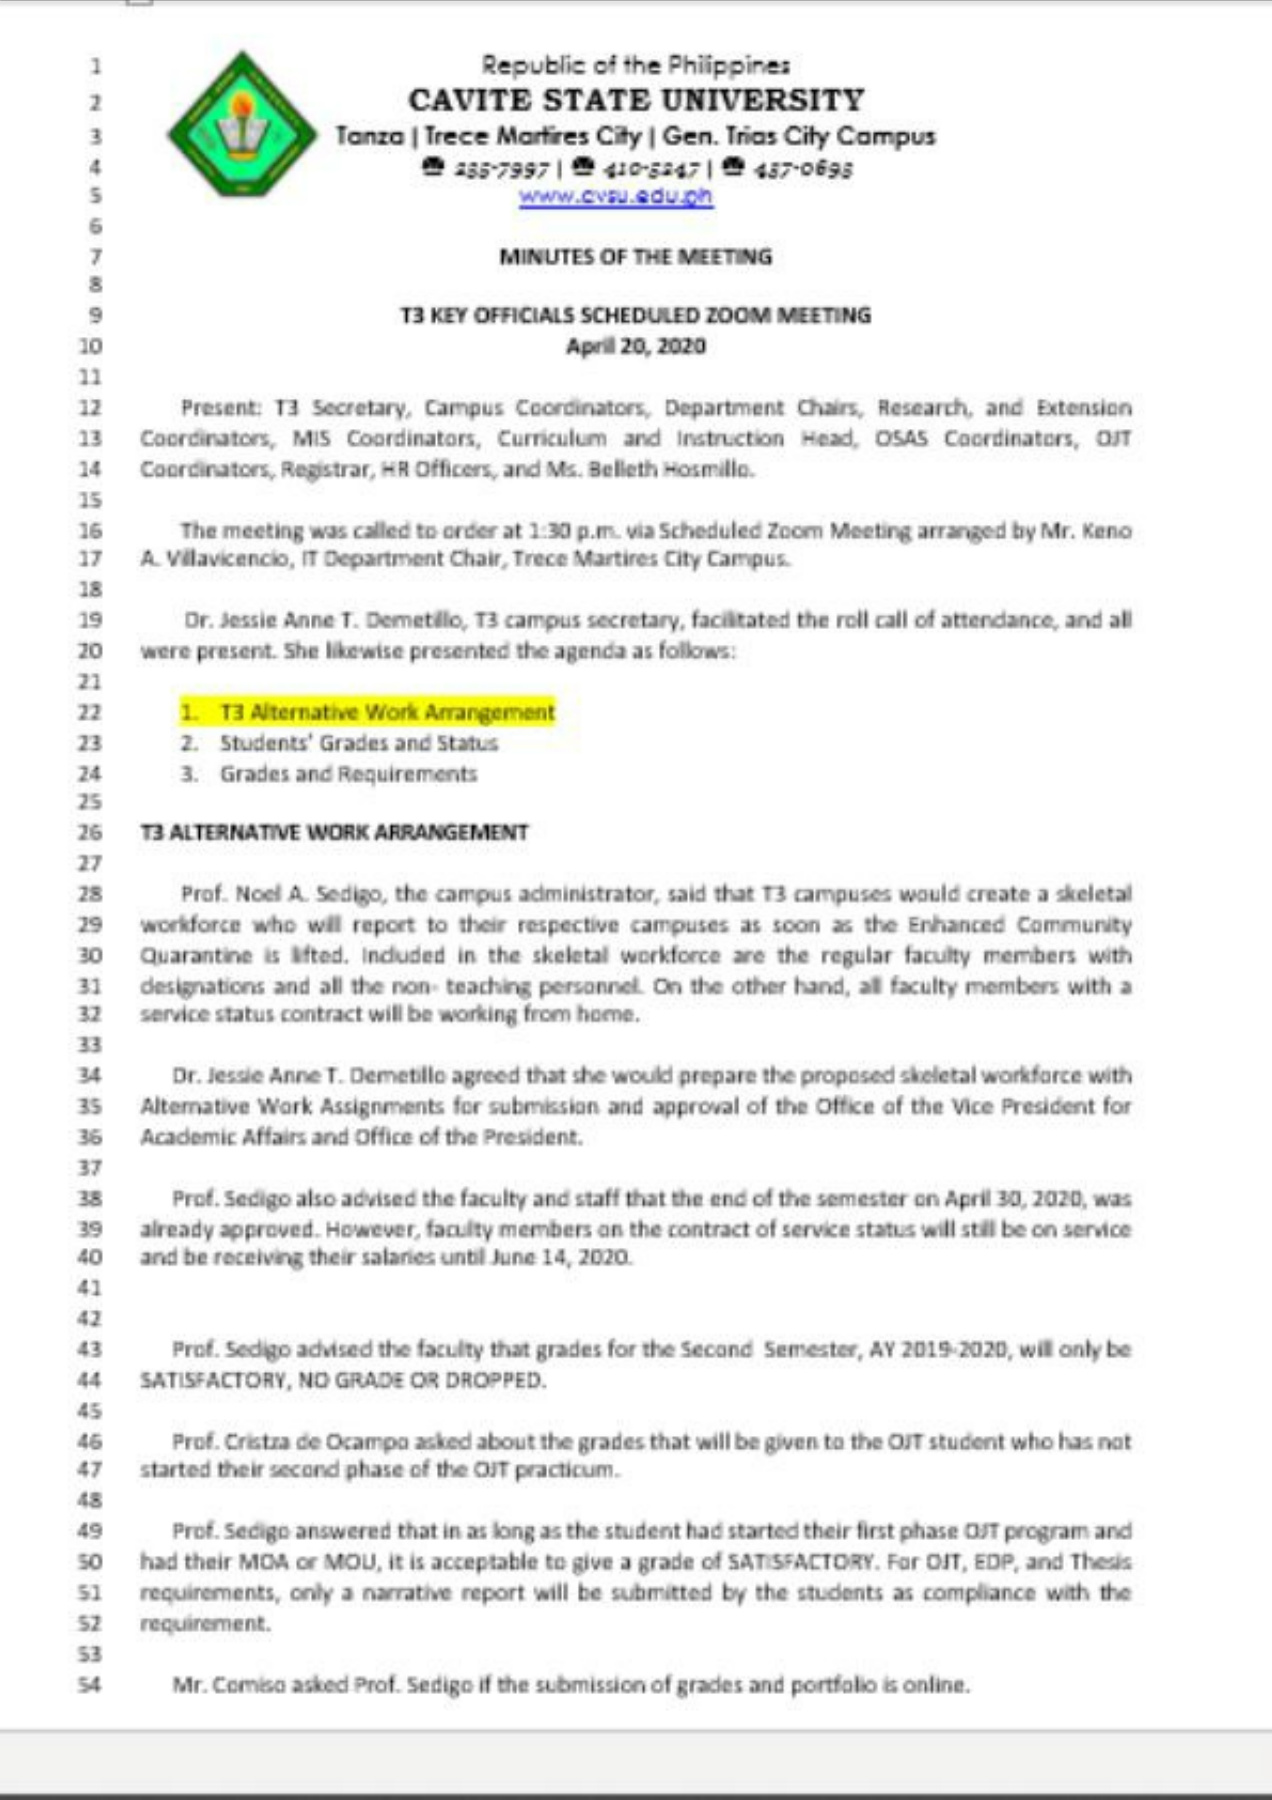 1 Republic of the Philippines
2 CAVITE STATE UNIVERSITY
3 Tanza | Trece Martires City | Gen. Trias City Campus
4 ☎ 235-7997 | ☎ 410-5247 | ☎ 437-0693
5 www.cvsu.edu.ph
6
7 MINUTES OF THE MEETING
8
9 T3 KEY OFFICIALS SCHEDULED ZOOM MEETING
10 April 20, 2020
11
12 Present: T3 Secretary, Campus Coordinators, Department Chairs, Research, and Extension
13 Coordinators, MIS Coordinators, Curriculum and Instruction Head, OSAS Coordinators, OJT
14 Coordinators, Registrar, HR Officers, and Ms. Belleth Hosmillo.
15
16 The meeting was called to order at 1:30 p.m. via Scheduled Zoom Meeting arranged by Mr. Keno
17 A. Villavicencio, IT Department Chair, Trece Martires City Campus.
18
19 Dr. Jessie Anne T. Demetillo, T3 campus secretary, facilitated the roll call of attendance, and all
20 were present. She likewise presented the agenda as follows:
21
22 1. T3 Alternative Work Arrangement
23 2. Students' Grades and Status
24 3. Grades and Requirements
25
26 T3 ALTERNATIVE WORK ARRANGEMENT
27
28 Prof. Noel A. Sedigo, the campus administrator, said that T3 campuses would create a skeletal
29 workforce who will report to their respective campuses as soon as the Enhanced Community
30 Quarantine is lifted. Included in the skeletal workforce are the regular faculty members with
31 designations and all the non- teaching personnel. On the other hand, all faculty members with a
32 service status contract will be working from home.
33
34 Dr. Jessie Anne T. Demetillo agreed that she would prepare the proposed skeletal workforce with
35 Alternative Work Assignments for submission and approval of the Office of the Vice President for
36 Academic Affairs and Office of the President.
37
38 Prof. Sedigo also advised the faculty and staff that the end of the semester on April 30, 2020, was
39 already approved. However, faculty members on the contract of service status will still be on service
40 and be receiving their salaries until June 14, 2020.
41
42
43 Prof. Sedigo advised the faculty that grades for the Second Semester, AY 2019-2020, will only be
44 SATISFACTORY, NO GRADE OR DROPPED.
45
46 Prof. Cristza de Ocampo asked about the grades that will be given to the OJT student who has not
47 started their second phase of the OJT practicum.
48
49 Prof. Sedigo answered that in as long as the student had started their first phase OJT program and
50 had their MOA or MOU, it is acceptable to give a grade of SATISFACTORY. For OJT, EDP, and Thesis
51 requirements, only a narrative report will be submitted by the students as compliance with the
52 requirement.
53
54 Mr. Comiso asked Prof. Sedigo if the submission of grades and portfolio is online.